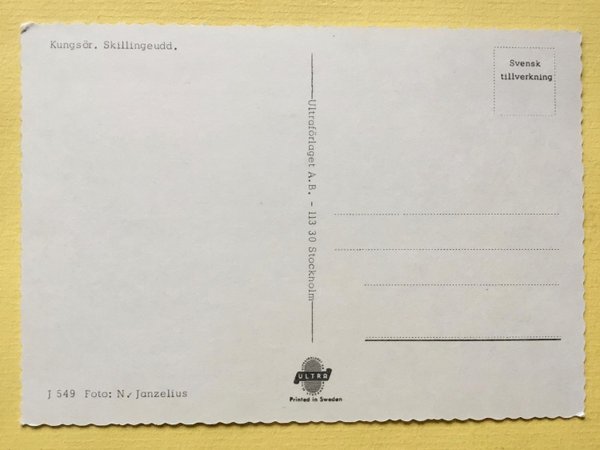 Kungsör. Skillingeudd.
Svensk
tillverkning
Ultraförlaget A.B. - 113 30 Stockholm
ULTRA
Printed in Sweden
J 549 Foto: N. Janzelius